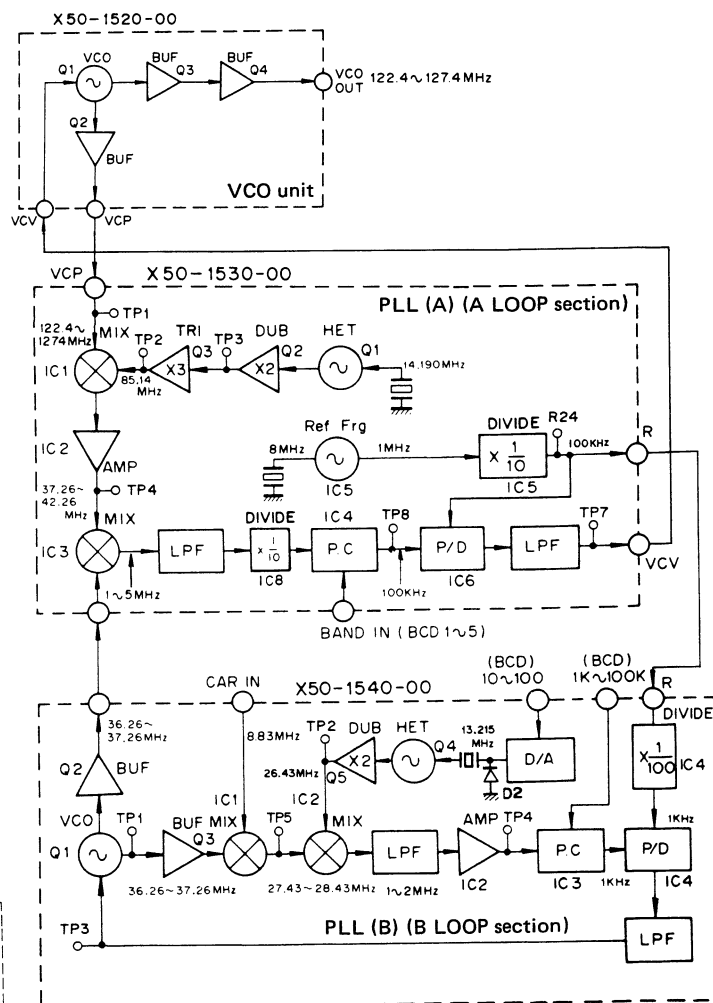 X50-1520-00
VCO
Q1
BUF
Q3
BUF
Q4
VCO
OUT
122.4~127.4MHz
Q2
BUF
VCO unit
VCV
VCP
VCP
X50-1530-00
PLL (A) (A LOOP section)
TP1
122.4~
1274MHz
MIX
IC1
TP2
TRI
Q3
X3
TP3
DUB
Q2
X2
HET
Q1
14,190MHz
85,14
MHz
IC2
AMP
37.26~
42.26
MHz
TP4
Ref Frg
8MHz
1MHz
IC5
DIVIDE
X 1/10
IC5
R24
100KHz
R
MIX
IC3
1~5MHz
LPF
DIVIDE
x 1/10
IC8
IC4
P.C
TP8
100KHz
P/D
IC6
LPF
TP7
VCV
BAND IN (BCD 1~5)
CAR IN
X50-1540-00
(BCD)
10~100
(BCD)
1K~100K
R
DIVIDE
36.26~
37.26MHz
8.83MHz
TP2
DUB
X2
Q5
HET
Q4
13.215
MHz
D2
D/A
X 1/100
IC4
Q2
BUF
26.43MHz
1KHz
VCO
Q1
TP1
BUF
Q3
IC1
MIX
TP5
IC2
MIX
LPF
AMP
IC2
TP4
P.C
IC3
1KHz
P/D
IC4
36.26~37.26MHz
27.43~28.43MHz
1~2MHz
TP3
PLL (B) (B LOOP section)
LPF